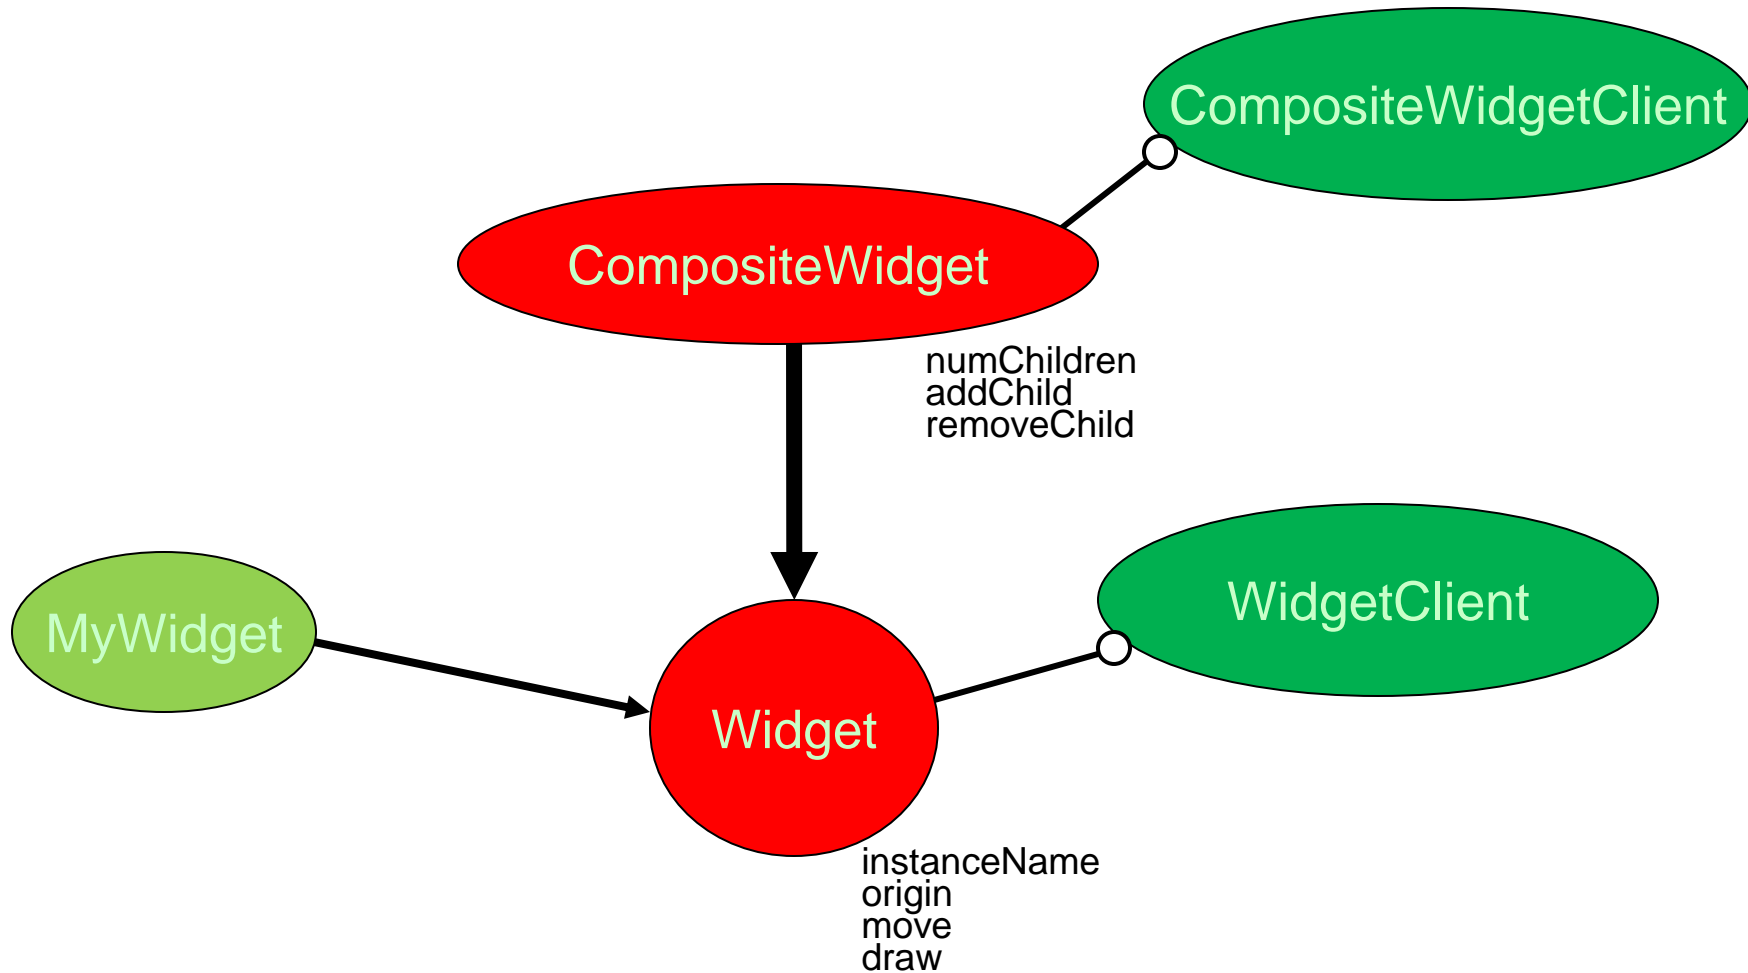 CompositeWidgetClient
CompositeWidget
numChildren
addChild
removeChild
WidgetClient
MyWidget
Widget
instanceName
origin
move
draw